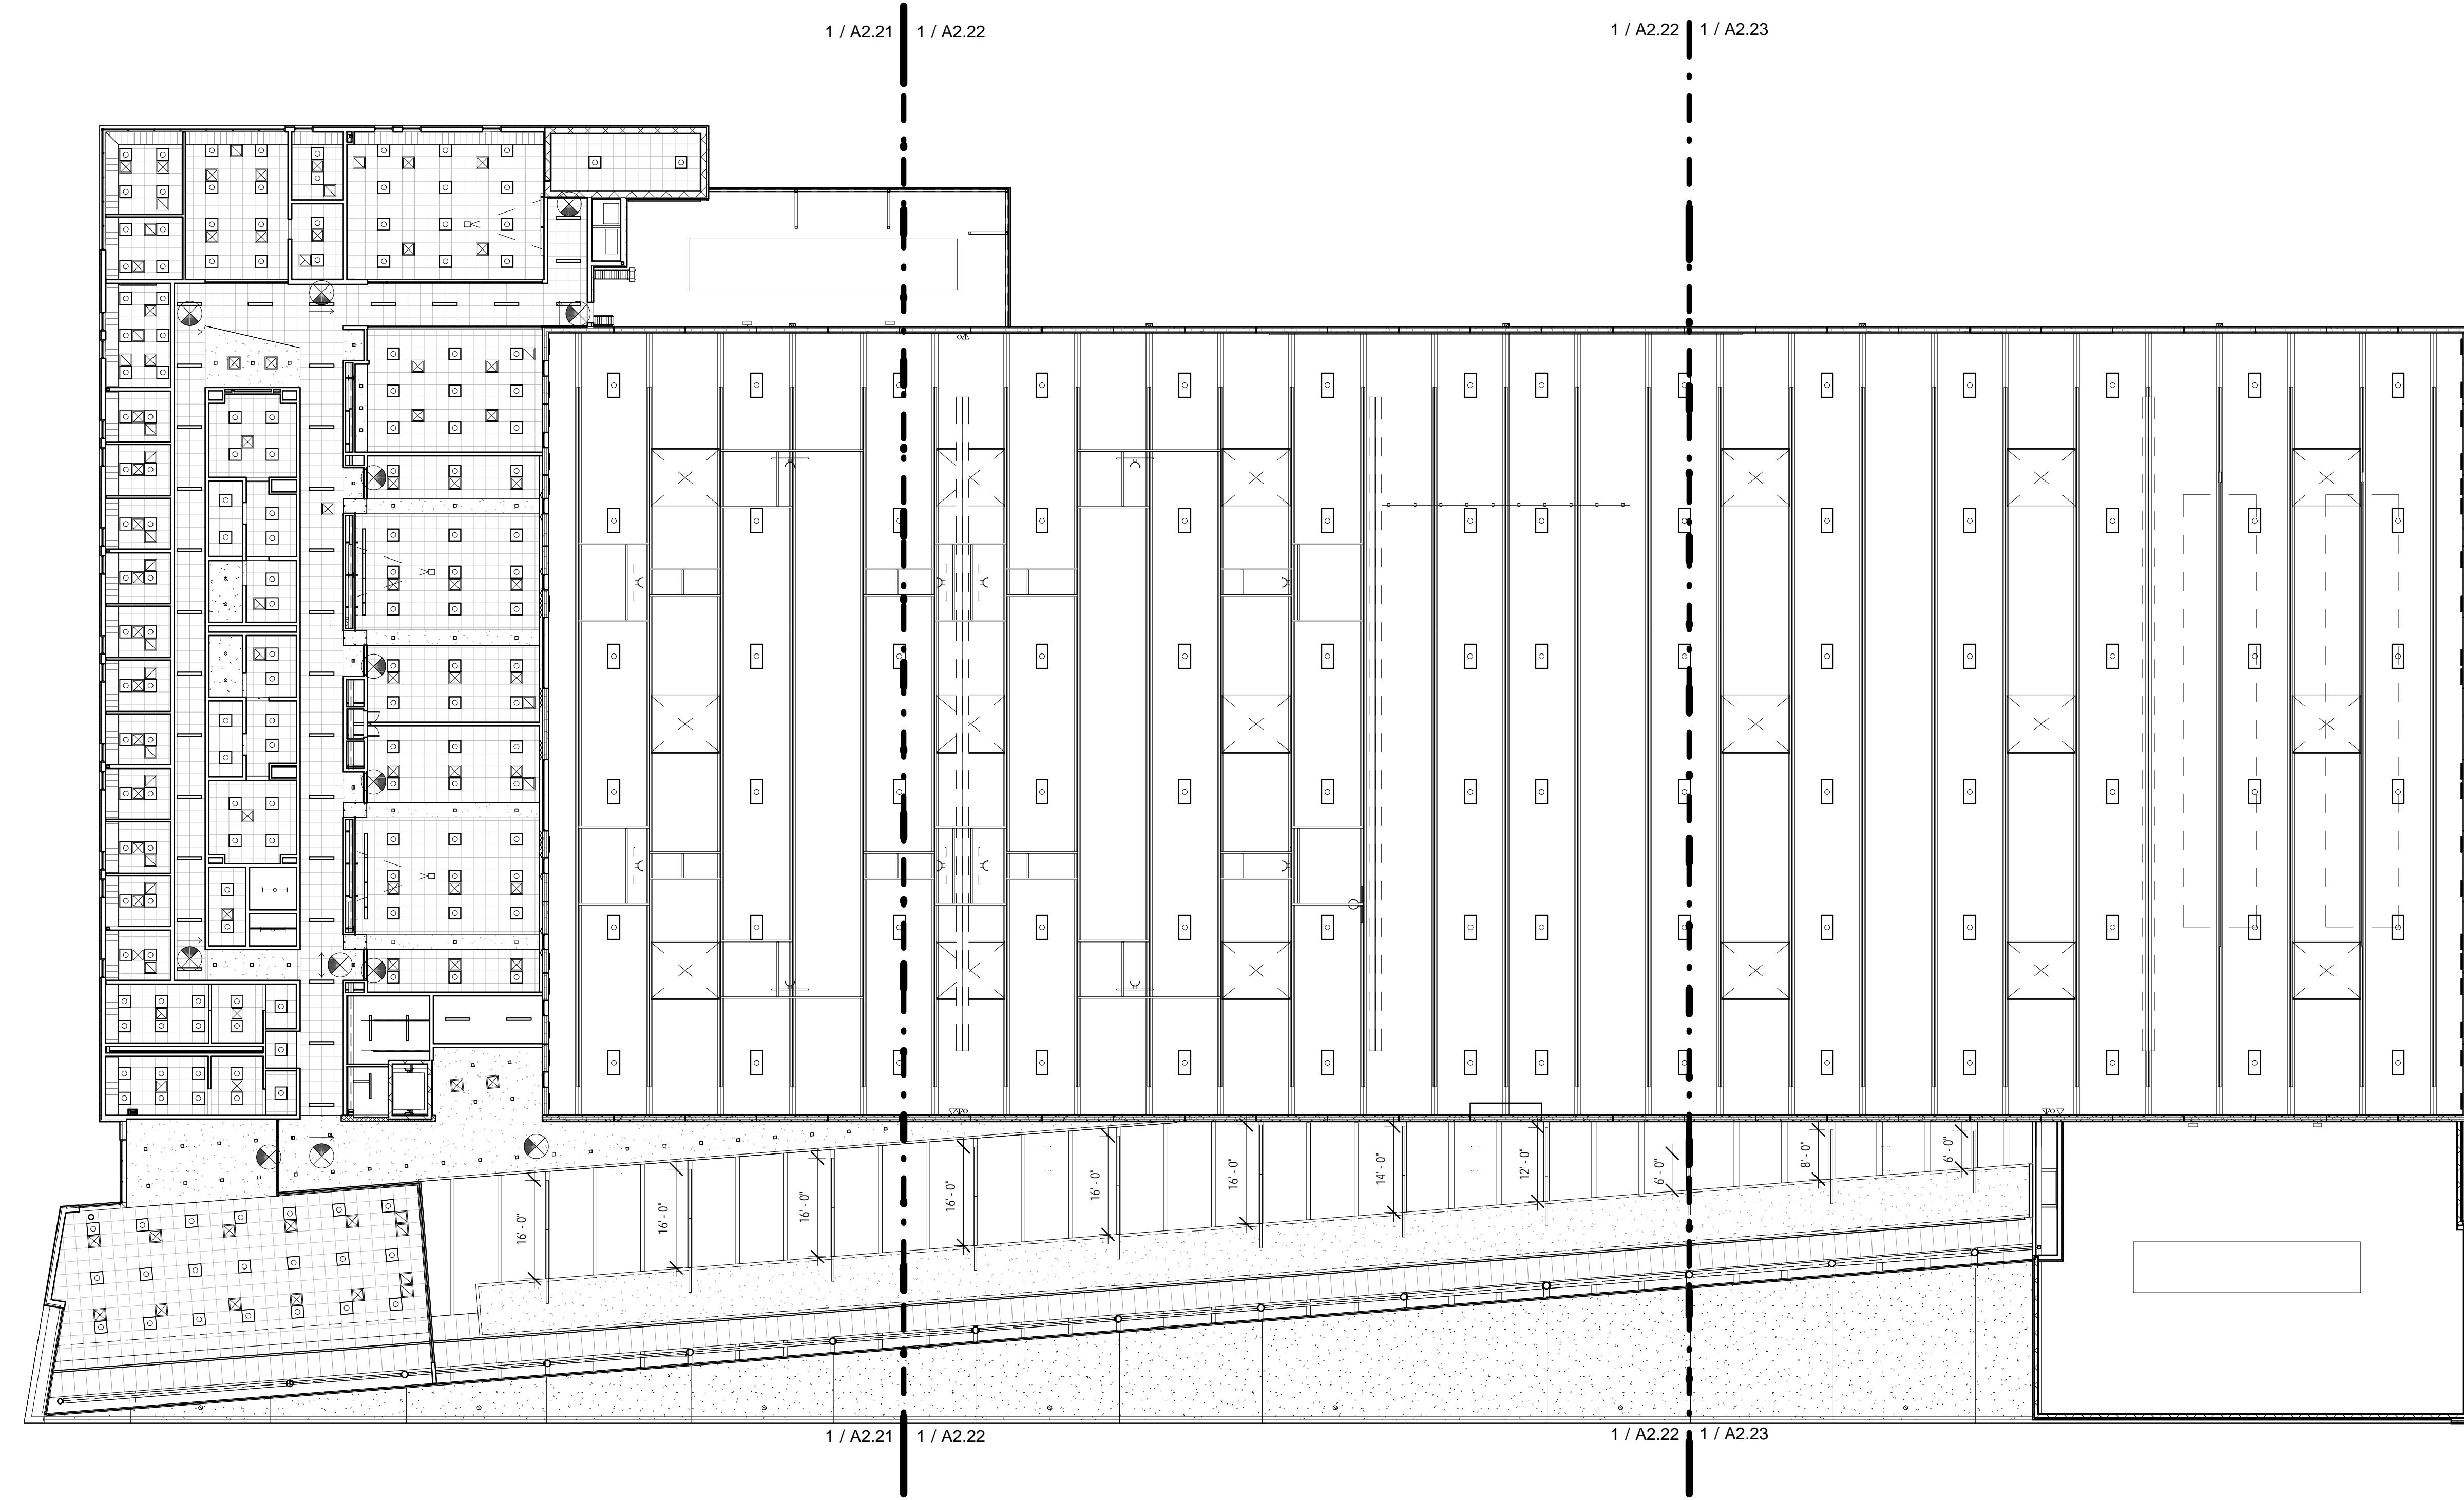 1 / A2.21 1 / A2.22
1 / A2.22 1 / A2.23
16' - 0"
16' - 0"
16' - 0"
16' - 0"
16' - 0"
16' - 0"
14' - 0"
12' - 0"
6' - 0"
8' - 0"
6' - 0"
1 / A2.21 1 / A2.22
1 / A2.22 1 / A2.23